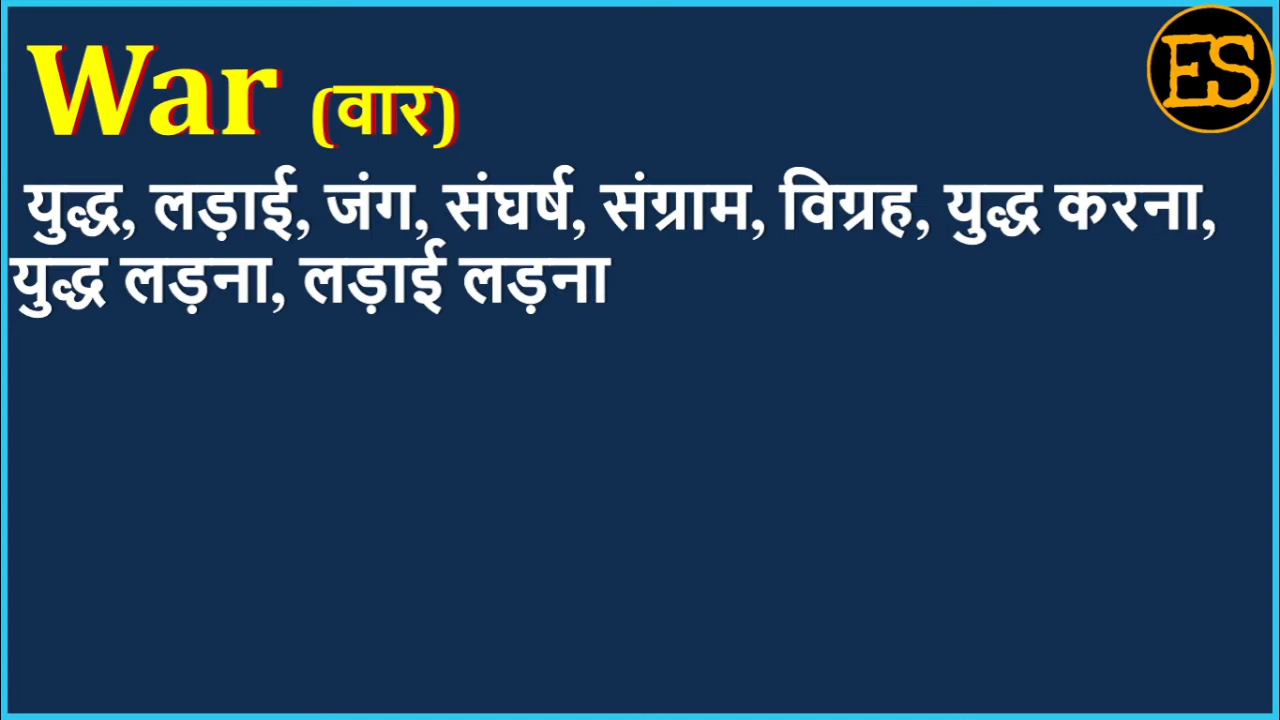 War (वार)
ES
युद्ध, लड़ाई, जंग, संघर्ष, संग्राम, विग्रह, युद्ध करना,
युद्ध लड़ना, लड़ाई लड़ना